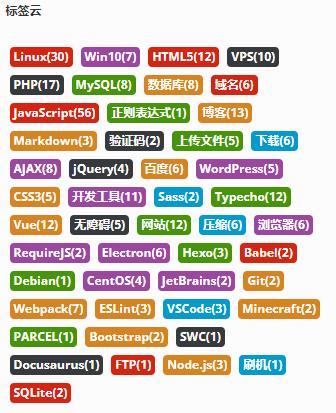 标签云
Linux(30) Win10(7) HTML5(12) VPS(10)
PHP(17) MySQL(8) 数据库(8) 域名(6)
JavaScript(56) 正则表达式(1) 博客(13)
Markdown(3) 验证码(2) 上传文件(5) 下载(6)
AJAX(8) jQuery(4) 百度(6) WordPress(5)
CSS3(5) 开发工具(11) Sass(2) Typecho(12)
Vue(12) 无障碍(5) 网站(12) 压缩(6) 浏览器(6)
RequireJS(2) Electron(6) Hexo(3) Babel(2)
Debian(1) CentOS(4) JetBrains(2) Git(2)
Webpack(7) ESLint(3) VSCode(3) Minecraft(2)
PARCEL(1) Bootstrap(2) SWC(1)
Docusaurus(1) FTP(1) Node.js(3) 刷机(1)
SQLite(2)